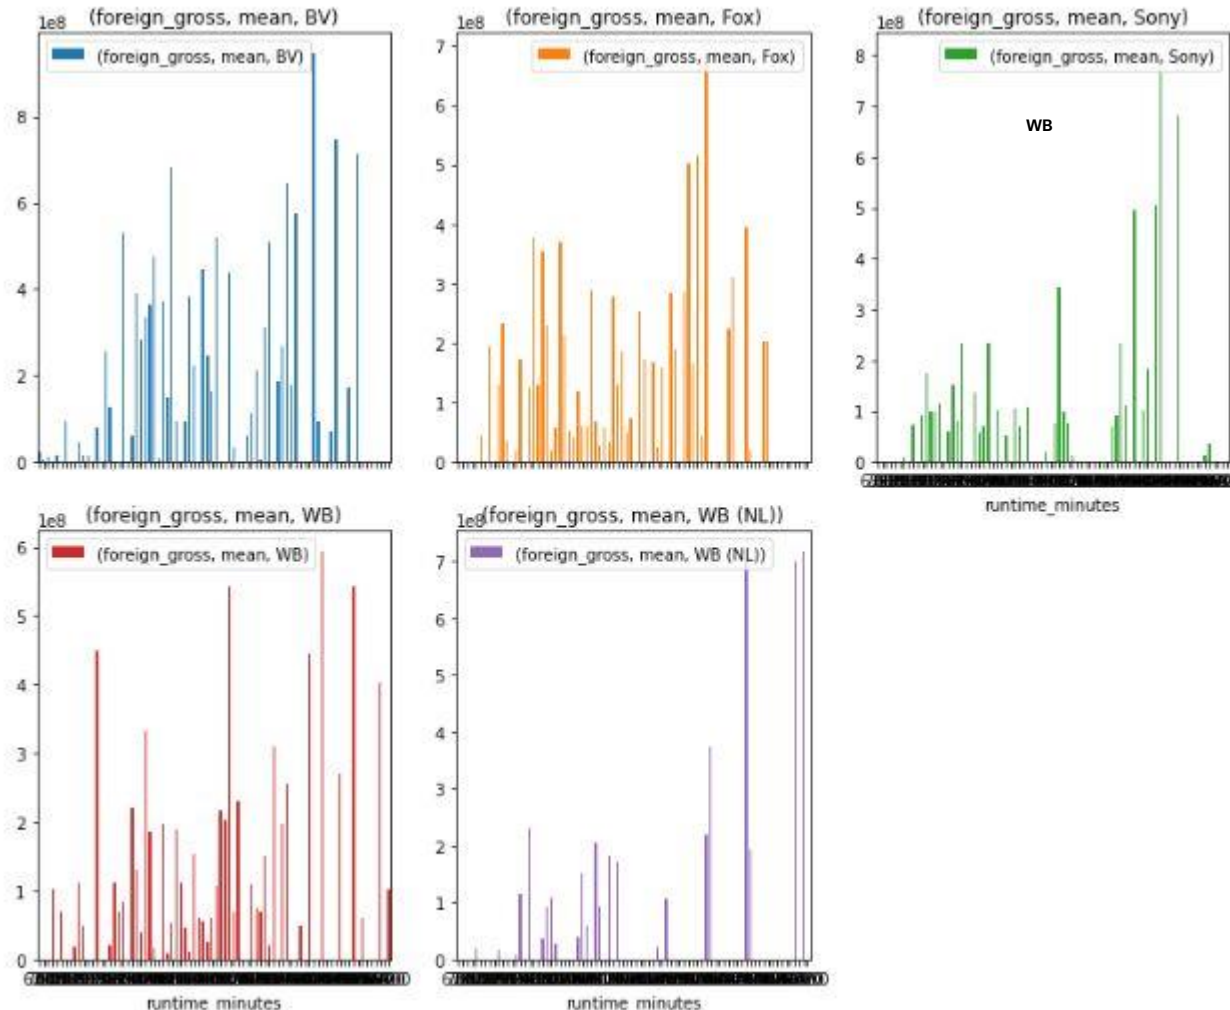 (foreign_gross, mean, BV)
1e8
(foreign_gross, mean, BV)
8
6
4
2
0
(foreign_gross, mean, Fox)
1e8
(foreign_gross, mean, Fox)
7
6
5
4
3
2
1
0
(foreign_gross, mean, Sony)
1e8
(foreign_gross, mean, Sony)
WB
8
7
6
5
4
3
2
1
0
runtime_minutes
(foreign_gross, mean, WB)
1e8
(foreign_gross, mean, WB)
6
5
4
3
2
1
0
runtime_minutes
(foreign_gross, mean, WB (NL))
1e8
(foreign_gross, mean, WB (NL))
7
6
5
4
3
2
1
0
runtime_minutes